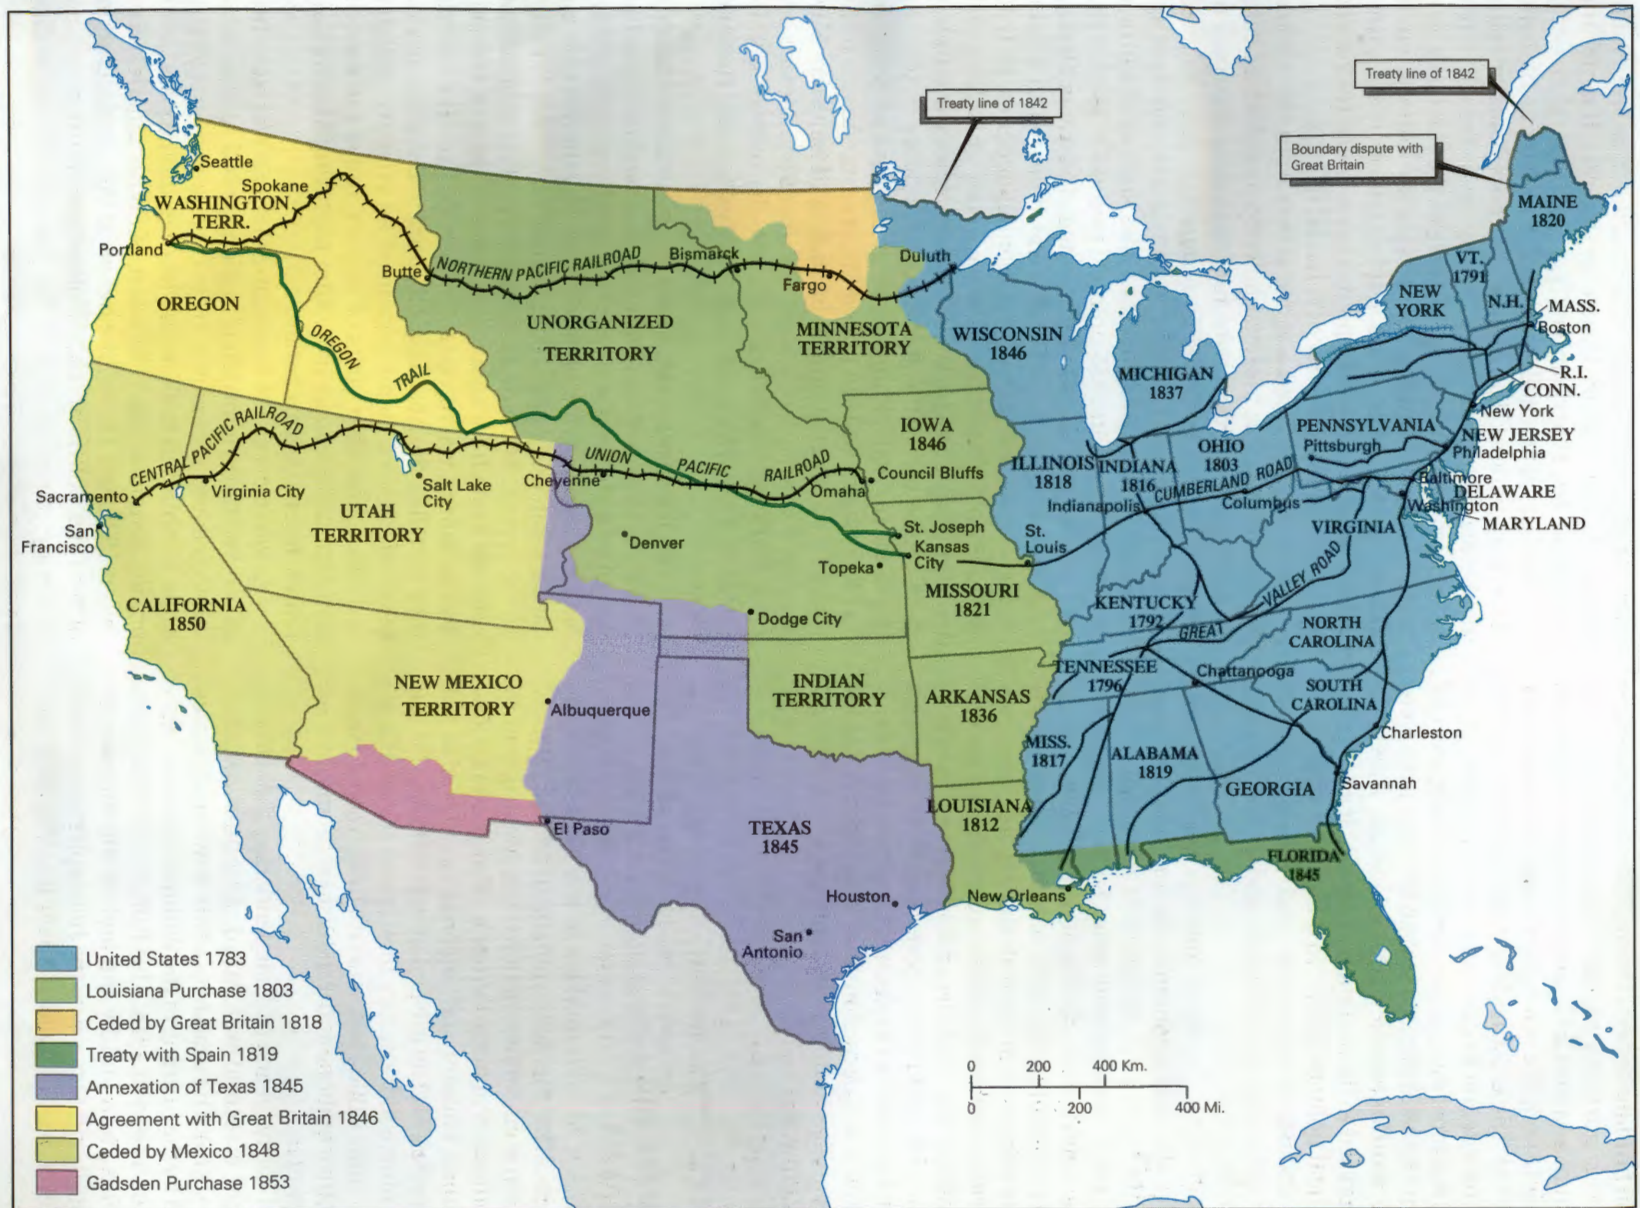 Treaty line of 1842
Treaty line of 1842
Boundary dispute with
Great Britain
Seattle
Spokane
WASHINGTON
TERR.
Portland
Butte
NORTHERN PACIFIC RAILROAD
Bismarck
Fargo
Duluth
MAINE
1820
VT.
1791
N.H.
NEW
YORK
MASS.
Boston
R.I.
CONN.
New York
OREGON
OREGON TRAIL
UNORGANIZED
TERRITORY
MINNESOTA
TERRITORY
WISCONSIN
1846
MICHIGAN
1837
IOWA
1846
PENNSYLVANIA
Pittsburgh
NEW JERSEY
Philadelphia
OHIO
1803
ILLINOIS
1818
INDIANA
1816
CUMBERLAND ROAD
Indianapolis
Columbus
Baltimore
DELAWARE
Washington
MARYLAND
VIRGINIA
CENTRAL PACIFIC RAILROAD
Sacramento
San
Francisco
Virginia City
Salt Lake
City
UTAH
TERRITORY
Cheyenne
UNION PACIFIC RAILROAD
Omaha
Council Bluffs
Denver
St. Joseph
Kansas
City
Topeka
St.
Louis
MISSOURI
1821
Dodge City
CALIFORNIA
1850
KENTUCKY
1792
GREAT VALLEY ROAD
NORTH
CAROLINA
TENNESSEE
1796
Chattanooga
SOUTH
CAROLINA
Charleston
NEW MEXICO
TERRITORY
Albuquerque
INDIAN
TERRITORY
ARKANSAS
1836
MISS.
1817
ALABAMA
1819
GEORGIA
Savannah
El Paso
TEXAS
1845
LOUISIANA
1812
FLORIDA
1845
New Orleans
Houston
San
Antonio
United States 1783
Louisiana Purchase 1803
Ceded by Great Britain 1818
Treaty with Spain 1819
Annexation of Texas 1845
Agreement with Great Britain 1846
Ceded by Mexico 1848
Gadsden Purchase 1853
0 200 400 Km.
0 200 400 Mi.